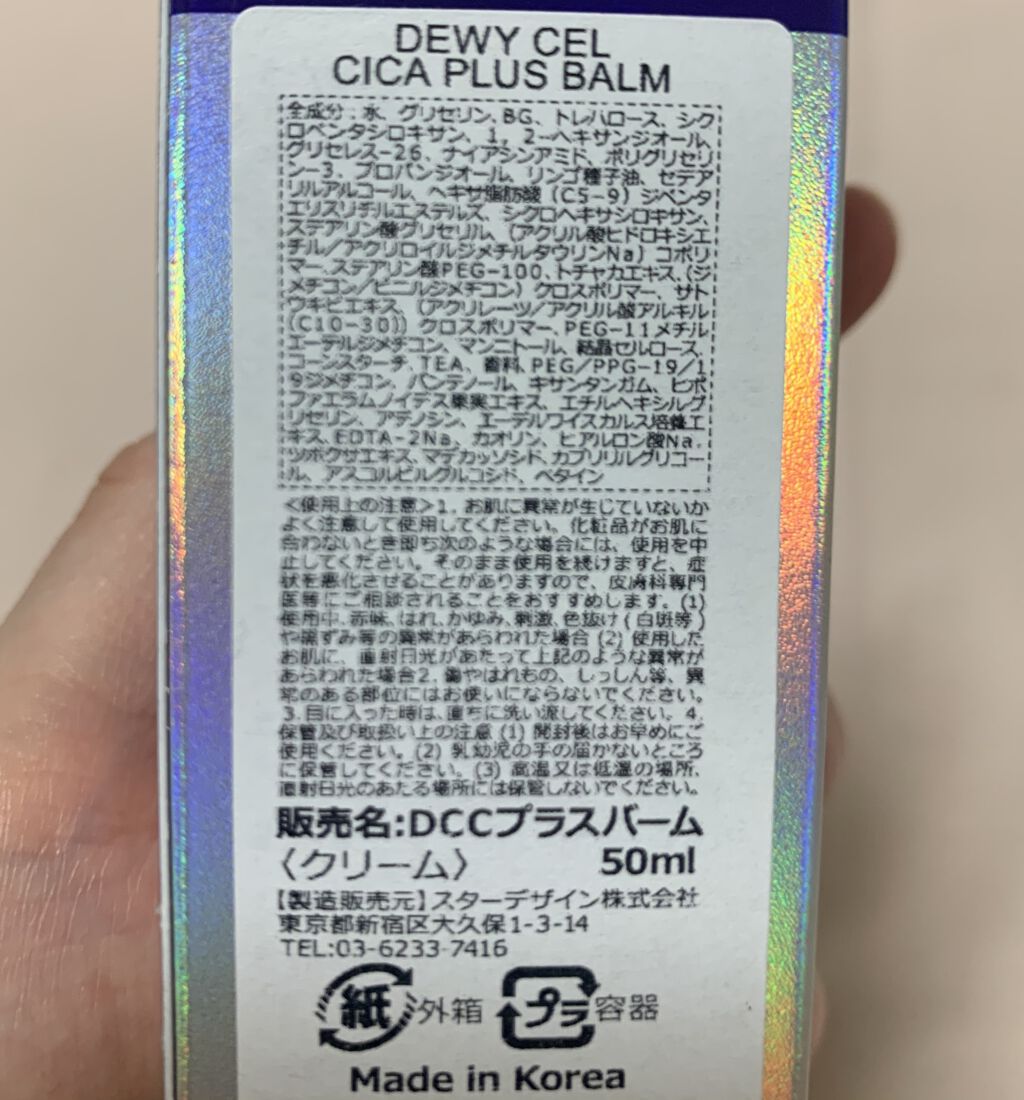 DEWY CEL
CICA PLUS BALM
全成分：水、グリセリン、BG、トレハロース、シク
ロペンタシロキサン、1，2-ヘキサンジオール、
グリセレス-26、ナイアシンアミド、ポリグリセリ
ン-3、プロパンジオール、リンゴ種子油、セテア
リルアルコール、ヘキサ脂肪酸（C5-9）ジペンタ
エリスリチルエステルズ、シクロヘキサシロキサン、
ステアリン酸グリセリル、（アクリル酸ヒドロキシエ
チル/アクリロイルジメチルタウリンNa）コポリ
マー、ステアリン酸PEG-100、トチャカエキス、（ジ
メチコン/ビニルジメチコン）クロスポリマー、サト
ウキビエキス、（アクリレーツ/アクリル酸アルキル
（C10-30））クロスポリマー、PEG-11メチル
エーテルジメチコン、マンニトール、結晶セルロース、
コーンスターチ、TEA、香料、PEG/PPG-19/1
9ジメチコン、パンテノール、キサンタンガム、ヒポ
ファエラムノイデス果実エキス、エチルヘキシルグ
リセリン、アデノシン、エーデルワイスカルス培養エ
キス、EDTA-2Na、カオリン、ヒアルロン酸Na、
ツボクサエキス、マデカッソシド、カプリリルグリコー
ル、アスコルビルグルコシド、ベタイン
＜使用上の注意＞1．お肌に異常が生じていないか
よく注意して使用してください。化粧品がお肌に
合わないとき即ち次のような場合には、使用を中
止してください。そのまま使用を続けますと、症
状を悪化させることがありますので、皮膚科専門
医等にご相談されることをおすすめします。(1)
使用中、赤味、はれ、かゆみ、刺激、色抜け(白斑等)
や黒ずみ等の異常があらわれた場合 (2) 使用した
お肌に、直射日光があたって上記のような異常が
あらわれた場合2．傷やはれもの、しっしん等、異
常のある部位にはお使いにならないでください。
3．目に入った時は、直ちに洗い流してください。4．
保管及び取扱い上の注意 (1) 開封後はお早めにご
使用ください。(2) 乳幼児の手の届かないところ
に保管してください。(3) 高温又は低温の場所、
直射日光のあたる場所には保管しないでください。
販売名:DCCプラスバーム
〈クリーム〉 50ml
【製造販売元】スターデザイン株式会社
東京都新宿区大久保1-3-14
TEL:03-6233-7416
紙 外箱 プラ 容器
Made in Korea